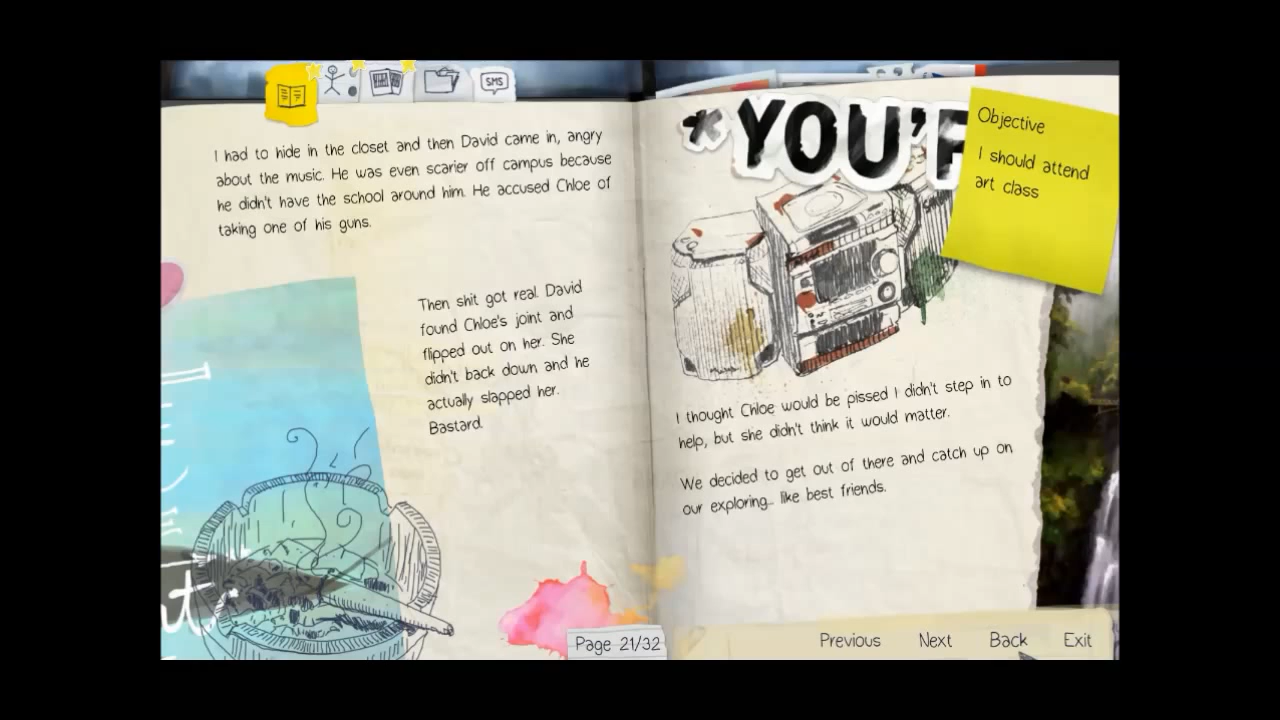 SMS
I had to hide in the closet and then David came in, angry
about the music. He was even scarier off campus because
he didn't have the school around him. He accused Chloe of
taking one of his guns.
Then shit got real. David
found Chloe's joint and
flipped out on her. She
didn't back down and he
actually slapped her.
Bastard.
*YOU'R
Objective
I should attend
art class
I thought Chloe would be pissed I didn't step in to
help, but she didn't think it would matter.
We decided to get out of there and catch up on
our exploring... like best friends.
Page 21/32
Previous
Next
Back
Exit